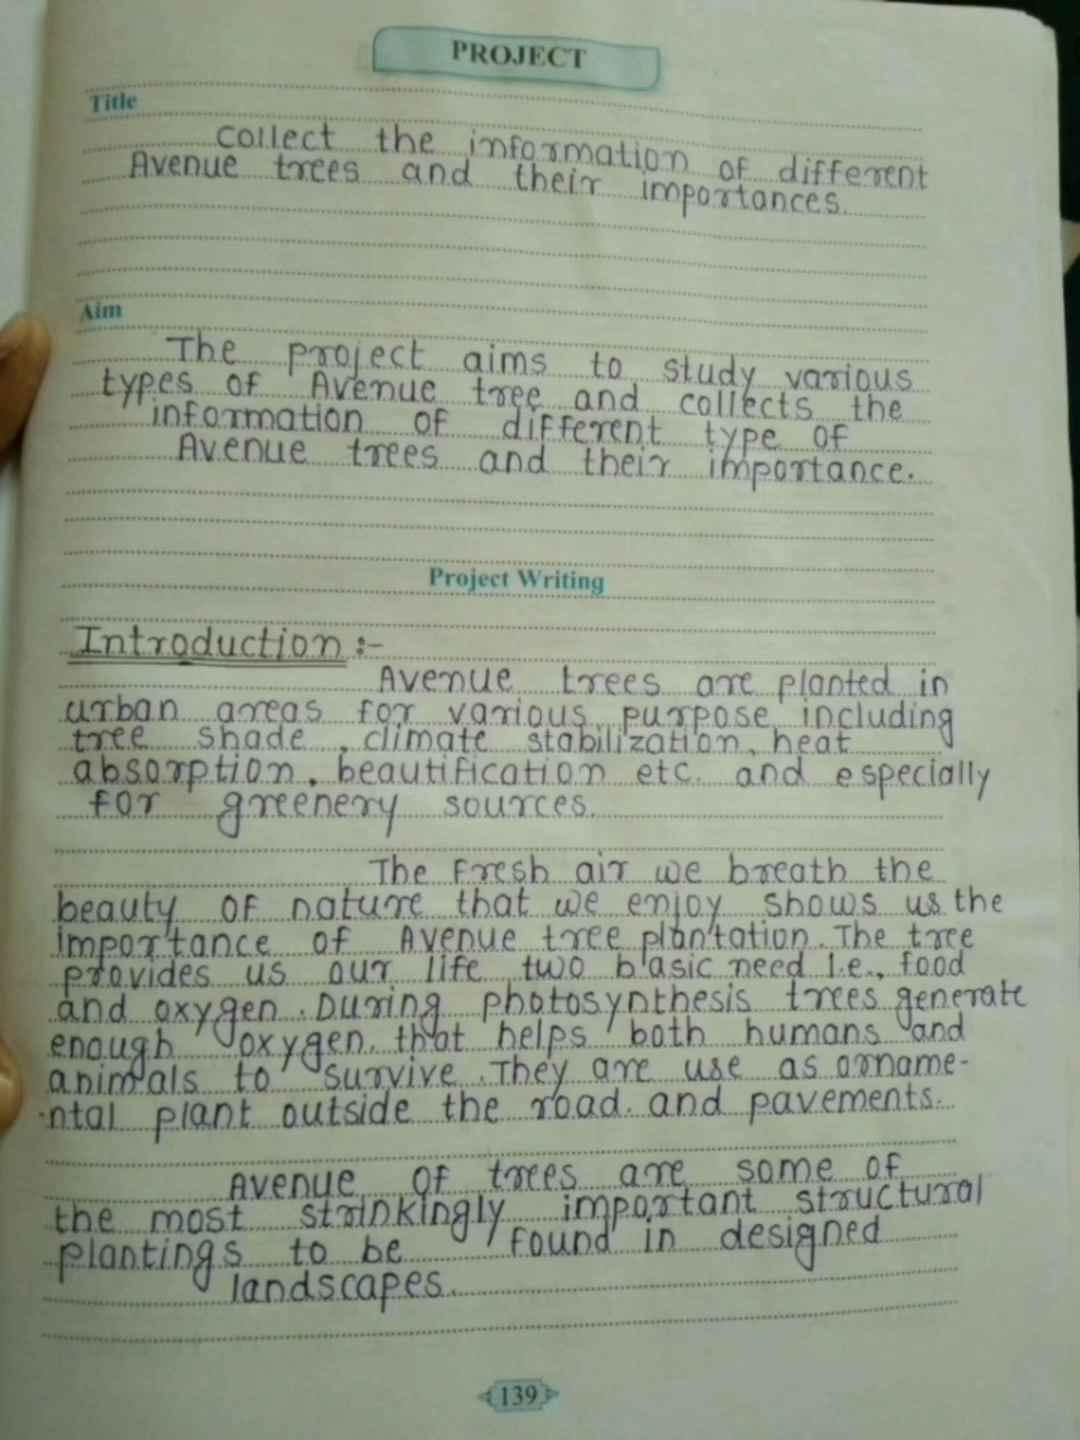 PROJECT
Title
Collect the information of different
Avenue trees and their importances.
Aim
The project aims to study various
types of Avenue tree and collects the
information of different type of
Avenue trees and their importance.
Project Writing
Introduction :-
Avenue trees are planted in
urban areas for various purpose including
tree shade , climate stabilization, heat
absorption, beautification etc. and especially
for greenery sources.
The Fresh air we breath the
beauty of nature that we enjoy shows us the
importance of Avenue tree plantation. The tree
provides us our life two basic need i.e., food
and oxygen. During photosynthesis trees generate
enough oxygen. that helps both humans and
animals to survive. They are use as orname-
-ntal plant outside the road. and pavements.
Avenue of trees are some of
the most strinkingly important structural
plantings to be found in designed
landscapes.
139